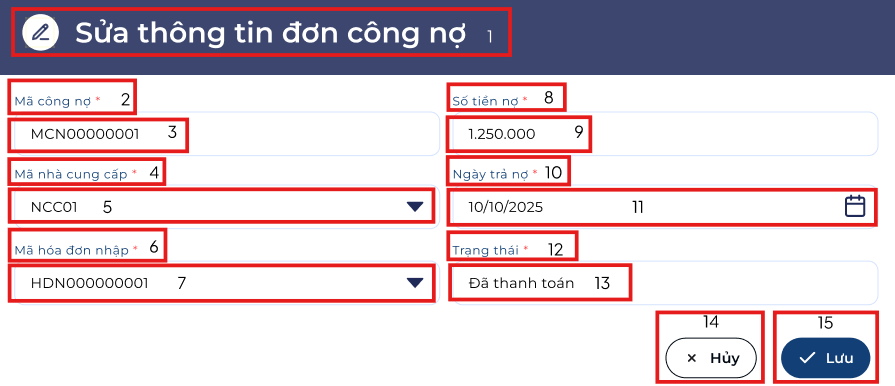 Sửa thông tin đơn công nợ 1
Mã công nợ * 2
MCN00000001 3
Mã nhà cung cấp * 4
NCC01 5
Mã hóa đơn nhập * 6
HDN000000001 7
Số tiền nợ * 8
1.250.000 9
Ngày trả nợ * 10
10/10/2025 11
Trạng thái * 12
Đã thanh toán 13
14
× Hủy
15
Lưu